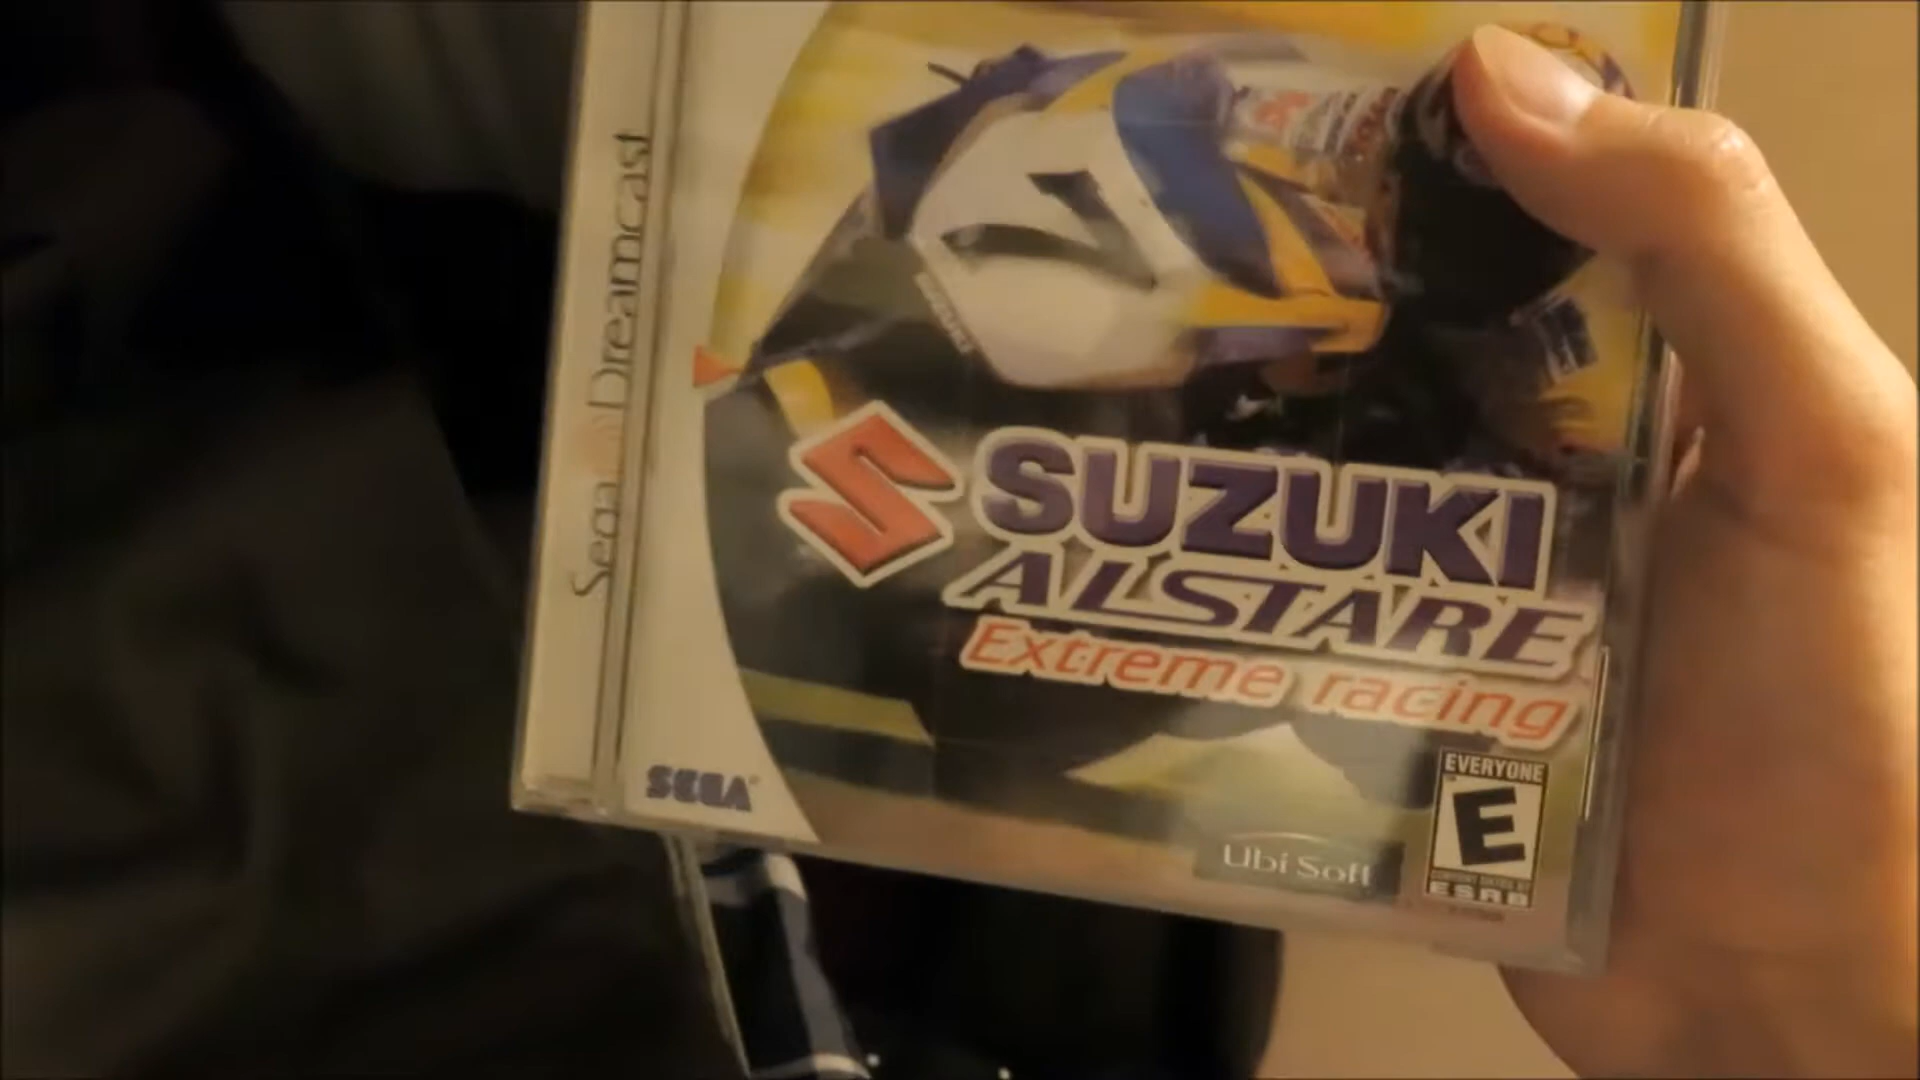 Sega Dreamcast
SUZUKI
ALSTARE
Extreme racing
EVERYONE
E
ESRB
SEGA
Ubi Soft